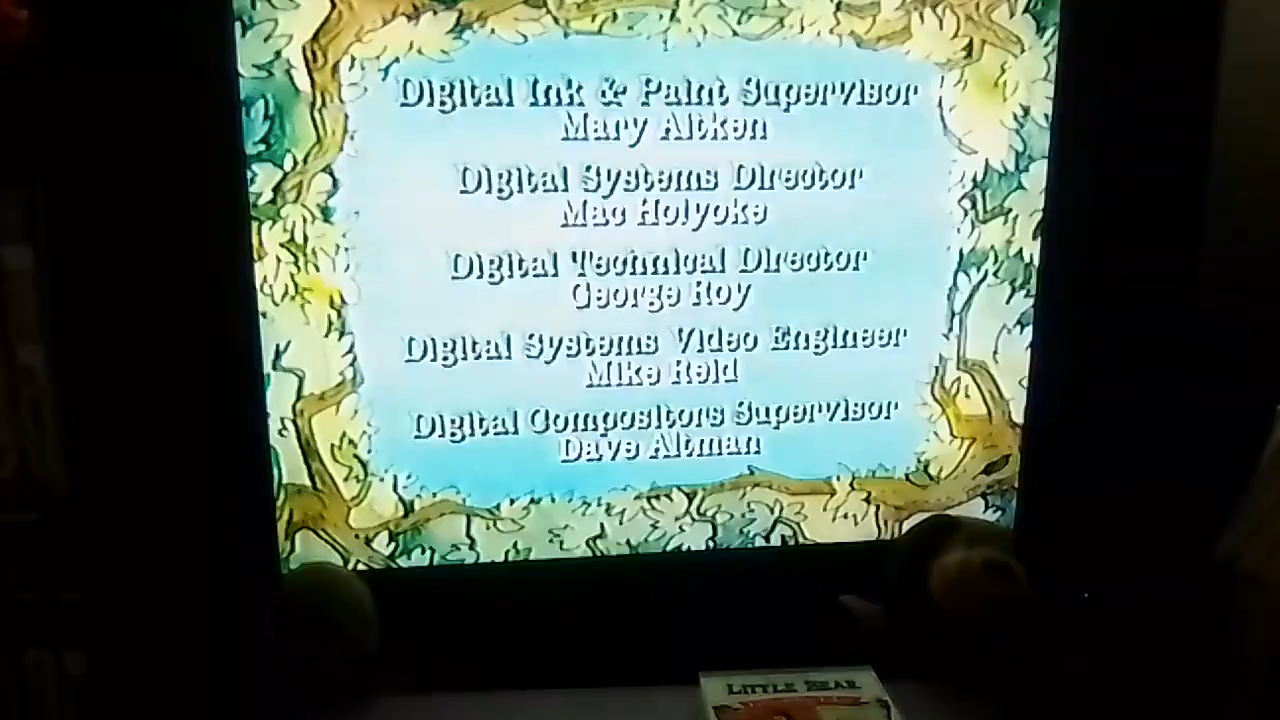 Digital Ink & Paint Supervisor
Mary Aitken
Digital Systems Director
Mac Holyoke
Digital Technical Director
George Roy
Digital Systems Video Engineer
Mike Reid
Digital Compositors Supervisor
Dave Altman
LITTLE BEAR